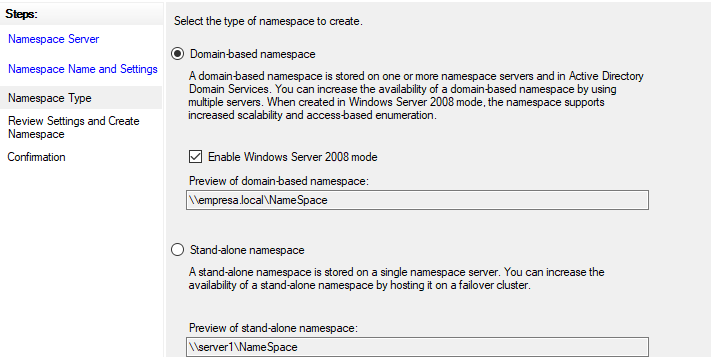 Steps:
Namespace Server
Namespace Name and Settings
Namespace Type
Review Settings and Create
Namespace
Confirmation
Select the type of namespace to create.
Domain-based namespace
A domain-based namespace is stored on one or more namespace servers and in Active Directory
Domain Services. You can increase the availability of a domain-based namespace by using
multiple servers. When created in Windows Server 2008 mode, the namespace supports
increased scalability and access-based enumeration.
Enable Windows Server 2008 mode
Preview of domain-based namespace:
\\empresa.local\NameSpace
Stand-alone namespace
A stand-alone namespace is stored on a single namespace server. You can increase the
availability of a stand-alone namespace by hosting it on a failover cluster.
Preview of stand-alone namespace:
\\server1\NameSpace